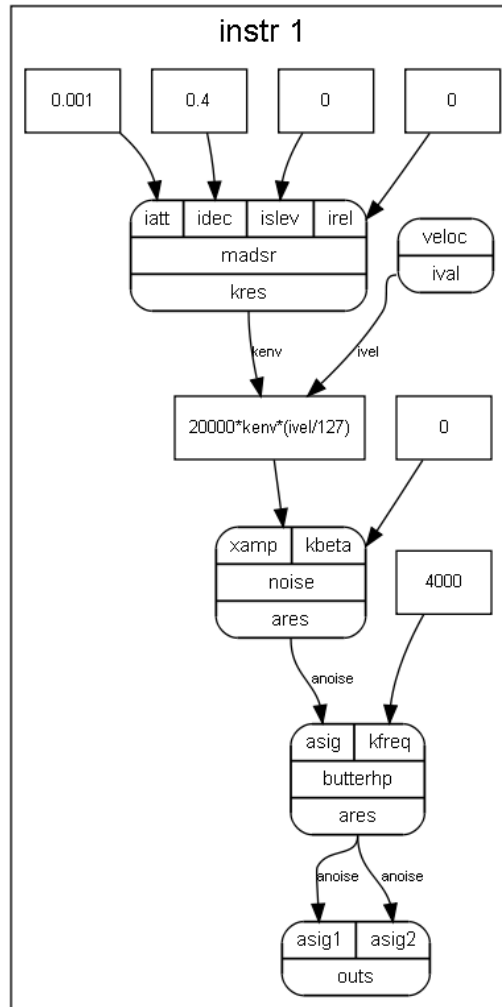 instr 1
0.001
0.4
0
0
iatt idec islev irel
madsr
kres
veloc
ival
kenv
ivel
20000*kenv*(ivel/127)
0
xamp kbeta
noise
ares
4000
anoise
asig kfreq
butterhp
ares
anoise
anoise
asig1 asig2
outs